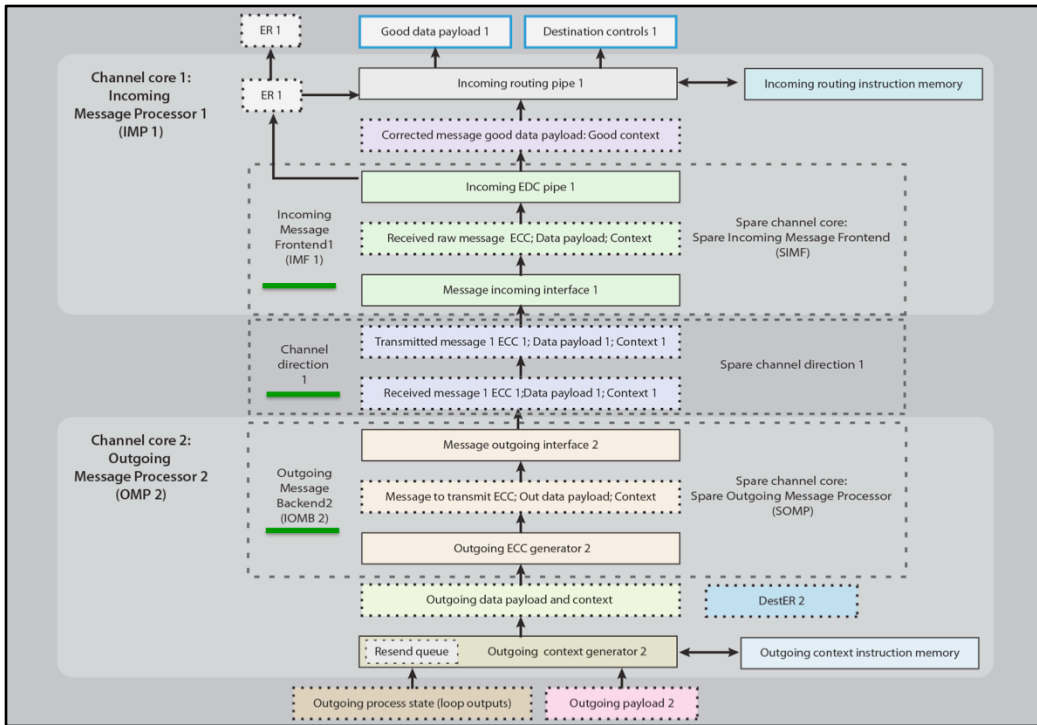 ER 1
Good data payload 1
Destination controls 1
Channel core 1:
Incoming
Message Processor 1
(IMP 1)
ER 1
Incoming routing pipe 1
Incoming routing instruction memory
Corrected message good data payload: Good context
Incoming EDC pipe 1
Incoming
Message
Frontend1
(IMF 1)
Received raw message ECC; Data payload; Context
Spare channel core:
Spare Incoming Message Frontend
(SIMF)
Message incoming interface 1
Transmitted message 1 ECC 1; Data payload 1; Context 1
Channel
direction
1
Spare channel direction 1
Received message 1 ECC 1;Data payload 1; Context 1
Channel core 2:
Outgoing
Message Processor 2
(OMP 2)
Message outgoing interface 2
Outgoing
Message
Backend2
(IOMB 2)
Message to transmit ECC; Out data payload; Context
Spare channel core:
Spare Outgoing Message Processor
(SOMP)
Outgoing ECC generator 2
Outgoing data payload and context
DestER 2
Resend queue
Outgoing context generator 2
Outgoing context instruction memory
Outgoing process state (loop outputs)
Outgoing payload 2